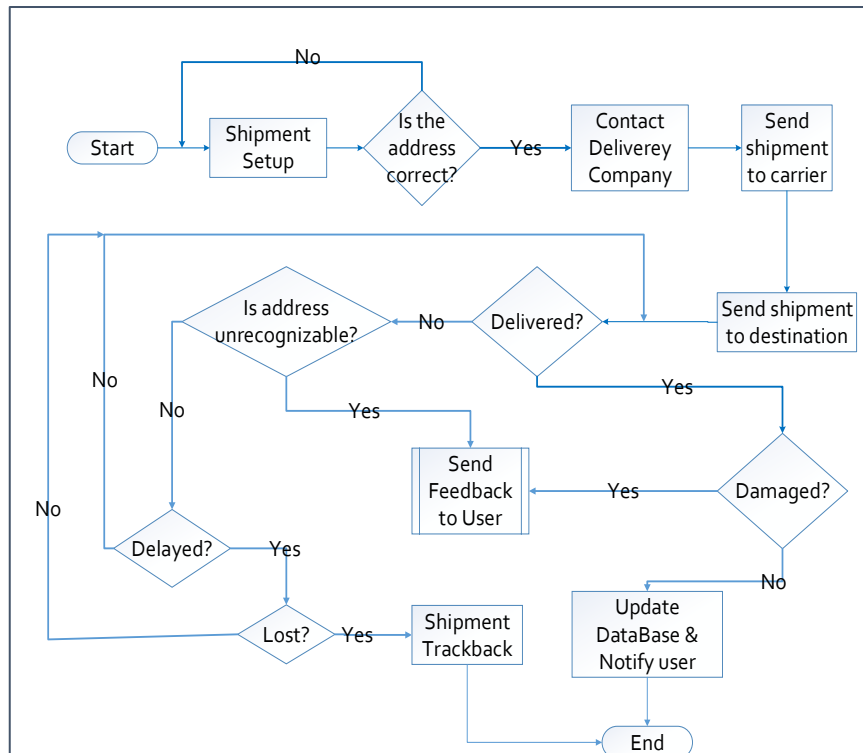 No
Start
Shipment
Setup
Is the
address
correct?
Yes
Contact
Deliverey
Company
Send
shipment
to carrier
Is address
unrecognizable?
No
Delivered?
Send shipment
to destination
No
No
Yes
Yes
Send
Feedback
to User
Yes
Damaged?
No
Delayed?
Yes
No
Lost?
Yes
Shipment
Trackback
Update
DataBase &
Notify user
End